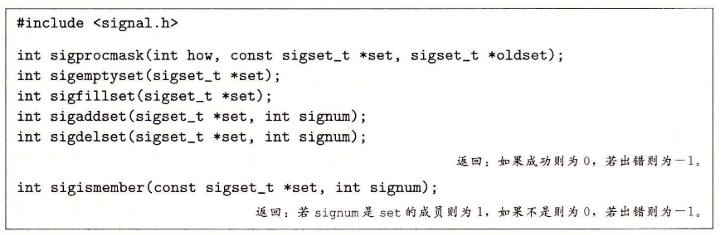 #include <signal.h>
int sigprocmask(int how, const sigset_t *set, sigset_t *oldset);
int sigemptyset(sigset_t *set);
int sigfillset(sigset_t *set);
int sigaddset(sigset_t *set, int signum);
int sigdelset(sigset_t *set, int signum);
返回：如果成功则为 0，若出错则为－1。
int sigismember(const sigset_t *set, int signum);
返回：若 signum 是 set 的成员则为 1，如果不是则为 0，若出错则为－1。